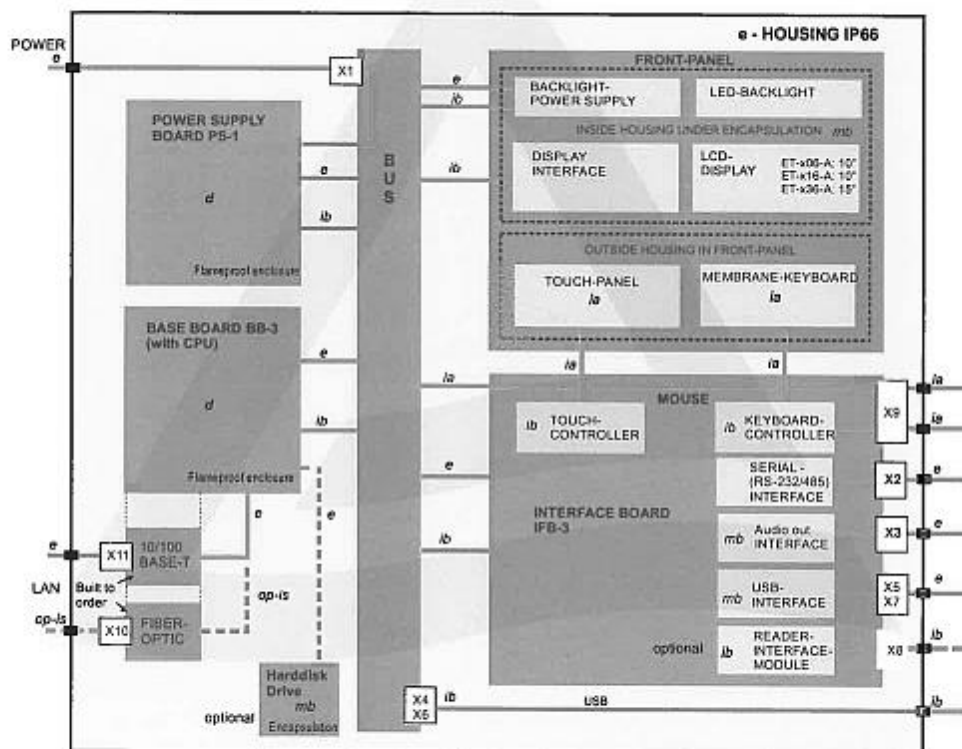 e - HOUSING IP66
POWER
e
X1
FRONT-PANEL
BACKLIGHT-
POWER SUPPLY
LED-BACKLIGHT
e
ib
INSIDE HOUSING UNDER ENCAPSULATION mb
DISPLAY
INTERFACE
LCD-
DISPLAY
ET-x06-A: 10"
ET-x16-A: 10"
ET-x36-A: 15"
ib
POWER SUPPLY
BOARD PS-1
d
Flameproof enclosure
e
ib
BUS
OUTSIDE HOUSING IN FRONT-PANEL
TOUCH-PANEL
ia
MEMBRANE-KEYBOARD
ia
ia
ia
BASE BOARD BB-3
(with CPU)
d
Flameproof enclosure
e
ib
ia
e
ib
MOUSE
ib TOUCH-
CONTROLLER
ib KEYBOARD-
CONTROLLER
SERIAL -
(RS-232/485)
INTERFACE
INTERFACE BOARD
IFB-3
mb Audio out
INTERFACE
mb USB-
INTERFACE
optional
ib READER-
INTERFACE-
MODULE
X9
ia
ia
X2
e
X3
e
X5
X7
e
X8
ib
e
X11
10/100
BASE-T
e
e
LAN
Built to
order
op-is
op-is
X10
FIBER-
OPTIC
optional
Harddisk
Drive
mb
Encapsulation
X4
X6
ib
USB
ib